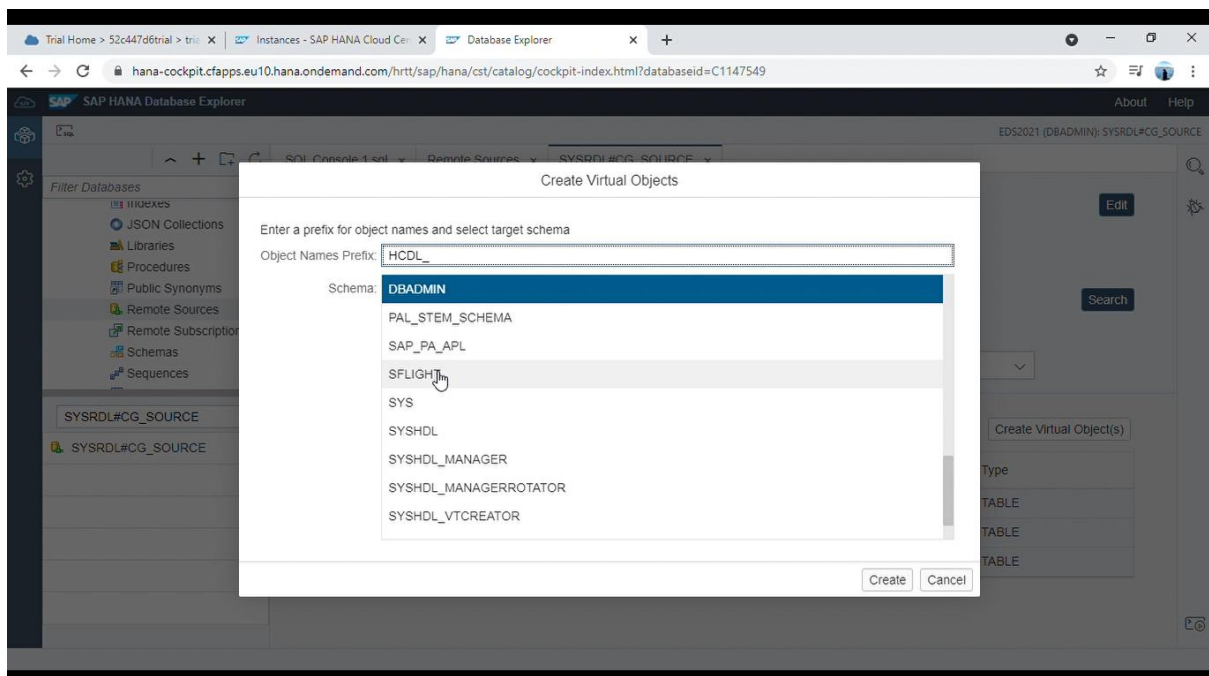 Trial Home > 52c447d6trial > tria
Instances - SAP HANA Cloud Cen
Database Explorer
hana-cockpit.cfapps.eu10.hana.ondemand.com/hrtt/sap/hana/cst/catalog/cockpit-index.html?databaseid=C1147549
SAP SAP HANA Database Explorer
About Help
EDS2021 (DBADMIN): SYSRDL#CG_SOURCE
SQL Console 1.sql
Remote Sources
SYSRDL#CG_SOURCE
Create Virtual Objects
Filter Databases
Indexes
Edit
JSON Collections
Enter a prefix for object names and select target schema
Libraries
Object Names Prefix: HCDL_
Procedures
Public Synonyms
Schema: DBADMIN
Remote Sources
Search
PAL_STEM_SCHEMA
Remote Subscription
SAP_PA_APL
Schemas
Sequences
SFLIGHT
SYS
SYSRDL#CG_SOURCE
SYSHDL
Create Virtual Object(s)
SYSRDL#CG_SOURCE
SYSHDL_MANAGER
Type
SYSHDL_MANAGERROTATOR
TABLE
SYSHDL_VTCREATOR
TABLE
TABLE
Create
Cancel